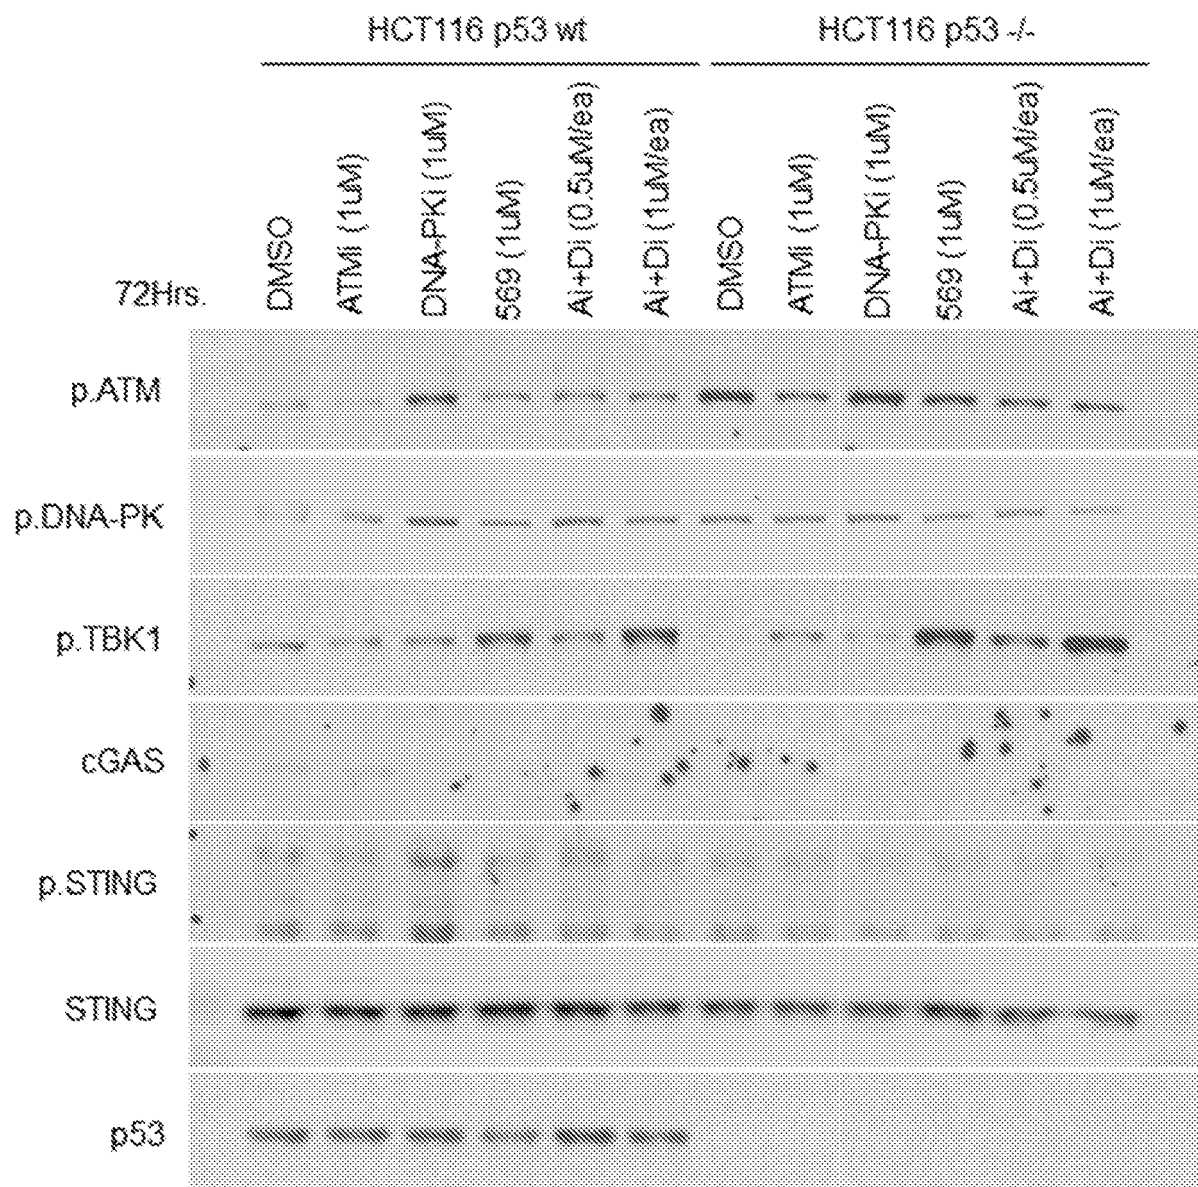 HCT116 p53 wt
HCT116 p53 -/-
72Hrs.
DMSO
ATMi (1uM)
DNA-PKi (1uM)
569 (1uM)
Ai+Di (0.5uM/ea)
Ai+Di (1uM/ea)
DMSO
ATMi (1uM)
DNA-PKi (1uM)
569 (1uM)
Ai+Di (0.5uM/ea)
Ai+Di (1uM/ea)
p.ATM
p.DNA-PK
p.TBK1
cGAS
p.STING
STING
p53